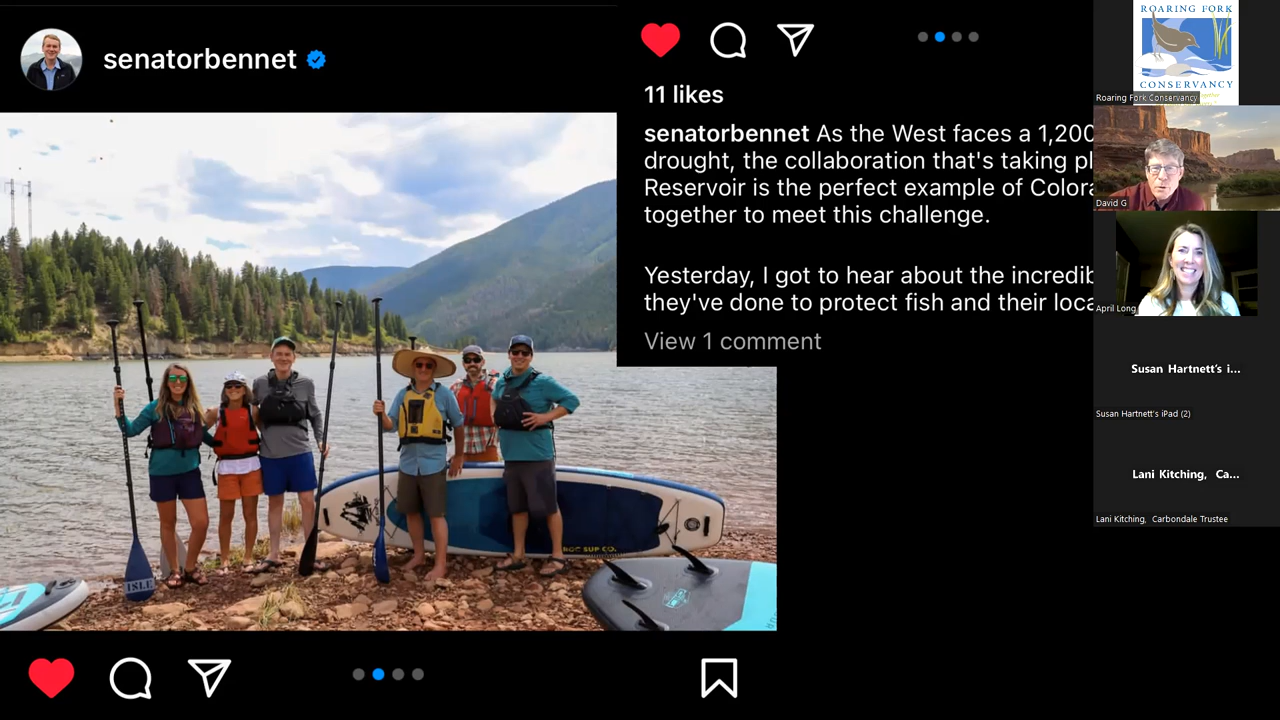 senatorbennet
11 likes
senatorbennet As the West faces a 1,200
drought, the collaboration that's taking pl
Reservoir is the perfect example of Colora
together to meet this challenge.
Yesterday, I got to hear about the incredib
they've done to protect fish and their loca
View 1 comment
ISLE
SUP CO.
ROARING FORK
CONSERVANCY
Roaring Fork Conservancy
David G
April Long
Susan Hartnett's i...
Susan Hartnett's iPad (2)
Lani Kitching, Ca...
Lani Kitching, Carbondale Trustee